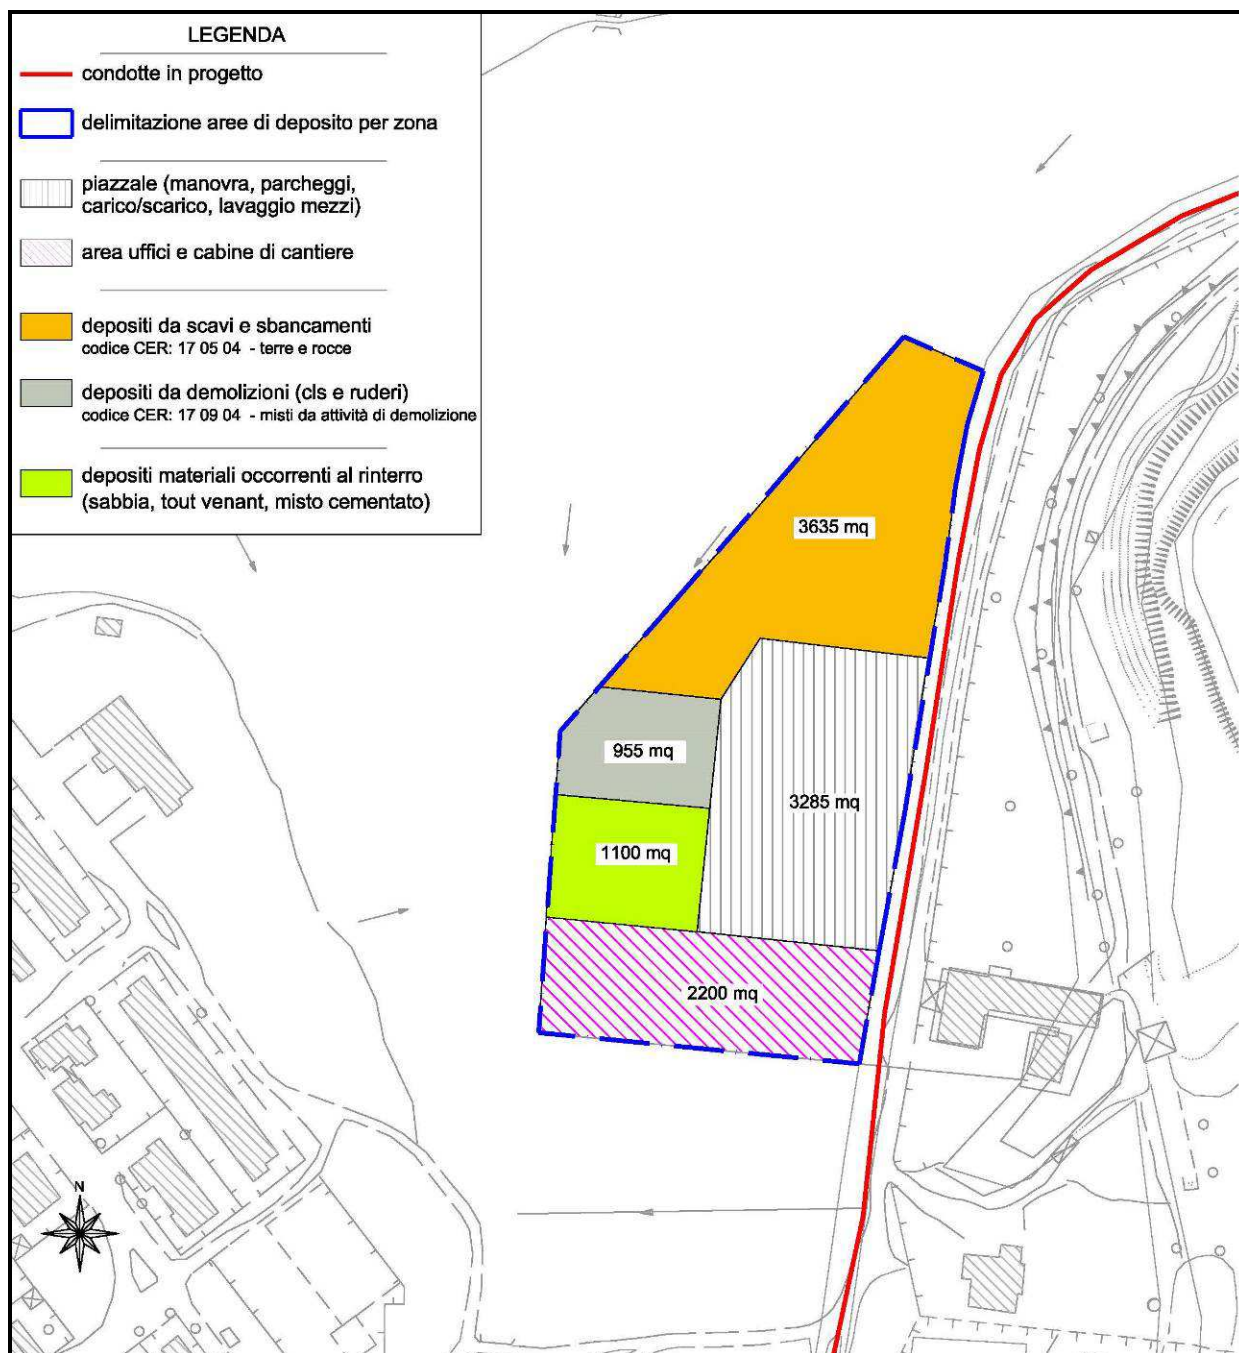 LEGENDA
condotte in progetto
delimitazione aree di deposito per zona
piazzale (manovra, parcheggi,
carico/scarico, lavaggio mezzi)
area uffici e cabine di cantiere
depositi da scavi e sbancamenti
codice CER: 17 05 04 - terre e rocce
depositi da demolizioni (cls e ruderi)
codice CER: 17 09 04 - misti da attività di demolizione
depositi materiali occorrenti al rinterro
(sabbia, tout venant, misto cementato)
3635 mq
955 mq
3285 mq
1100 mq
2200 mq
N